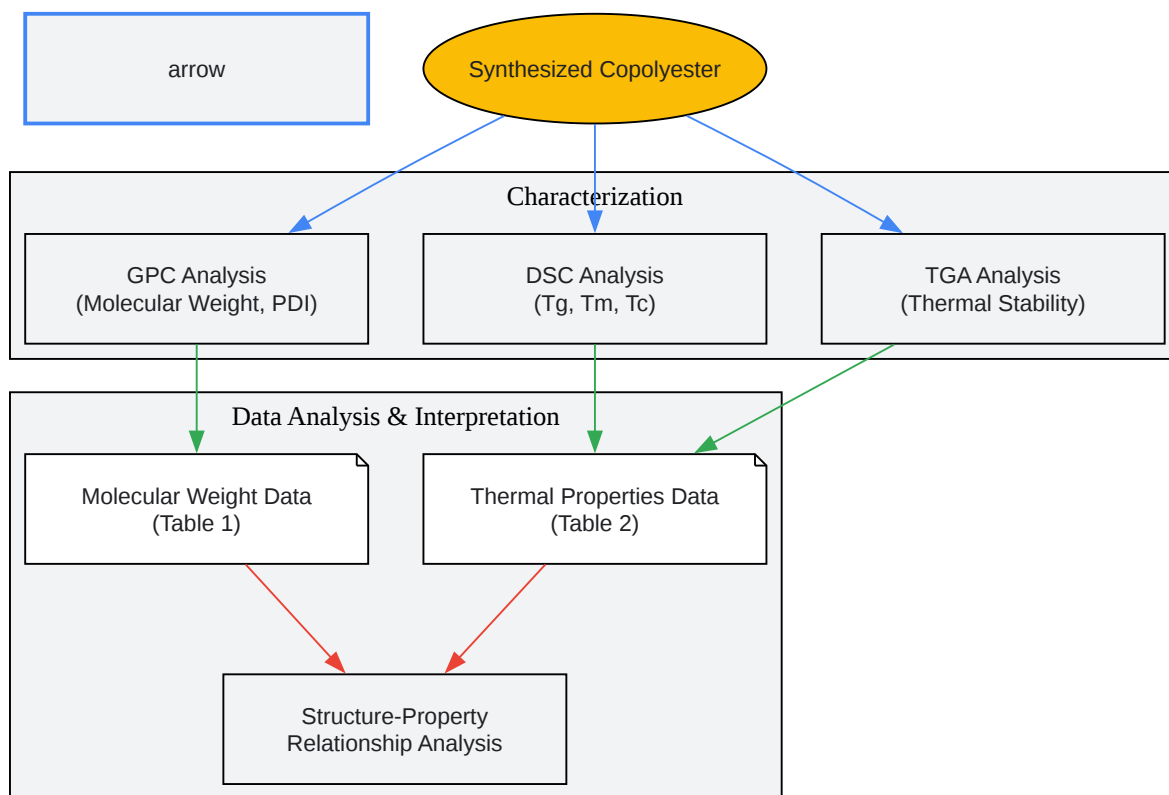 arrow
Synthesized Copolyester
Characterization
GPC Analysis
(Molecular Weight, PDI)
DSC Analysis
(Tg, Tm, Tc)
TGA Analysis
(Thermal Stability)
Data Analysis & Interpretation
Molecular Weight Data
(Table 1)
Thermal Properties Data
(Table 2)
Structure-Property
Relationship Analysis